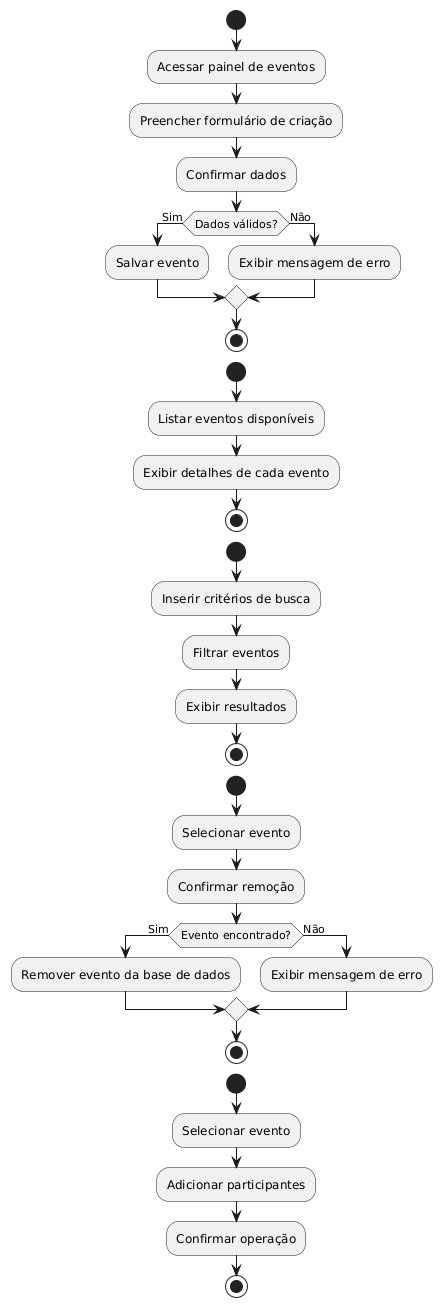 Acessar painel de eventos
Preencher formulário de criação
Confirmar dados
Sim
Dados válidos?
Não
Salvar evento
Exibir mensagem de erro
Listar eventos disponíveis
Exibir detalhes de cada evento
Inserir critérios de busca
Filtrar eventos
Exibir resultados
Selecionar evento
Confirmar remoção
Sim
Evento encontrado?
Não
Remover evento da base de dados
Exibir mensagem de erro
Selecionar evento
Adicionar participantes
Confirmar operação